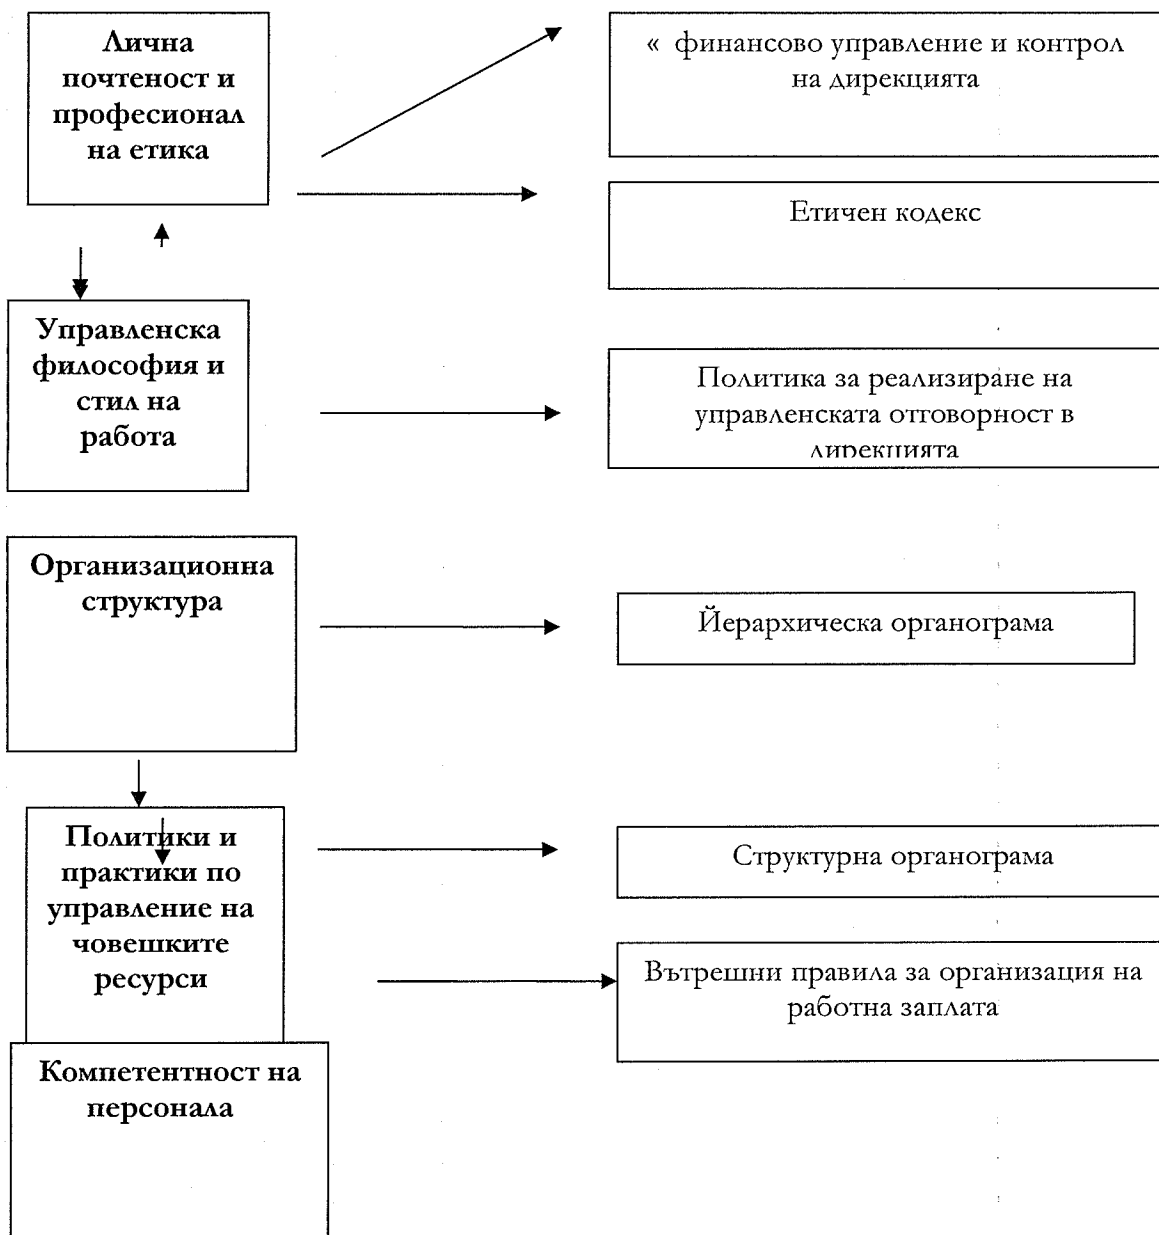 Лична
почтеност и
професионал
на етика
« финансово управление и контрол
на дирекцията
Етичен кодекс
Управленска
философия и
стил на
работа
Политика за реализиране на
управленската отговорност в
дирекцията
Организационна
структура
Йерархическа органограма
Политики и
практики по
управление на
човешките
ресурси
Структурна органограма
Вътрешни правила за организация на
работна заплата
Компетентност на
персонала